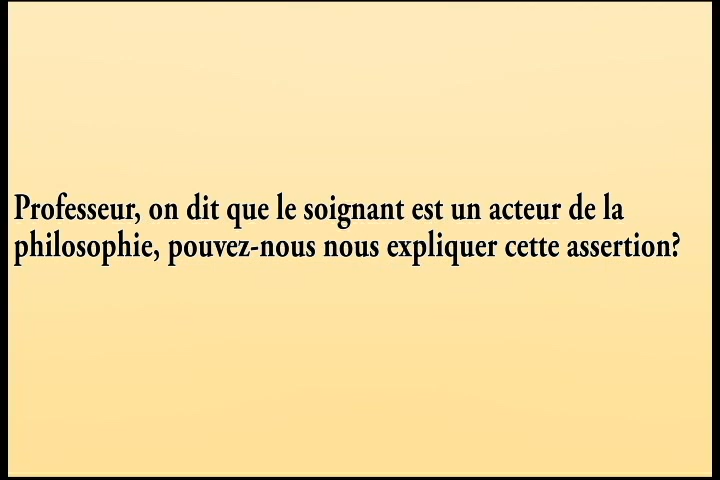 Professeur, on dit que le soignant est un acteur de la
philosophie, pouvez-nous nous expliquer cette assertion?